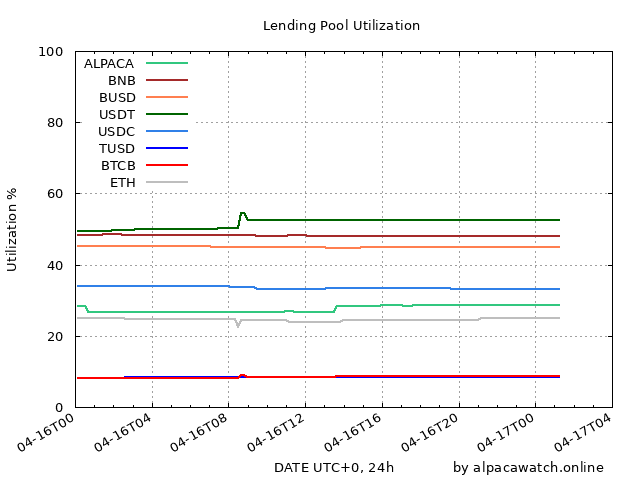 Lending Pool Utilization
Utilization %
100
80
60
40
20
0
ALPACA
BNB
BUSD
USDT
USDC
TUSD
BTCB
ETH
04-16T00
04-16T04
04-16T08
04-16T12
04-16T16
04-16T20
04-17T00
04-17T04
DATE UTC+0, 24h
by alpacawatch.online